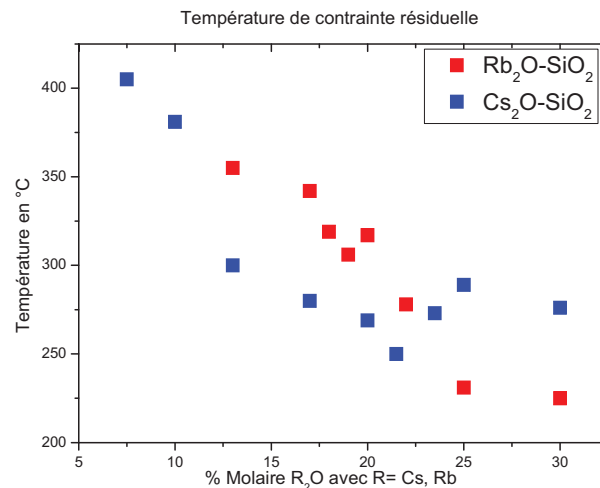 Température de contrainte résiduelle
Rb₂O-SiO₂
Cs₂O-SiO₂
400
350
300
250
200
Température en °C
5
10
15
20
25
30
% Molaire R₂O avec R= Cs, Rb